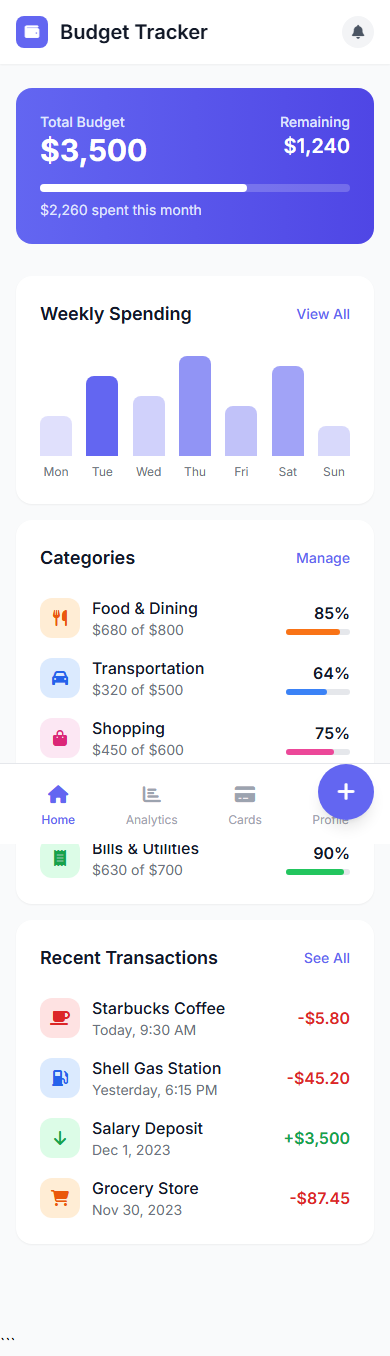 Budget Tracker
Total Budget
Remaining
$3,500
$1,240
$2,260 spent this month
Weekly Spending
View All
Mon Tue Wed Thu Fri Sat Sun
Categories
Manage
Food & Dining
$680 of $800
85%
Transportation
$320 of $500
64%
Shopping
$450 of $600
75%
Home
Analytics
Cards
Profile
Bills & Utilities
$630 of $700
90%
Recent Transactions
See All
Starbucks Coffee
Today, 9:30 AM
-$5.80
Shell Gas Station
Yesterday, 6:15 PM
-$45.20
Salary Deposit
Dec 1, 2023
+$3,500
Grocery Store
Nov 30, 2023
-$87.45
```